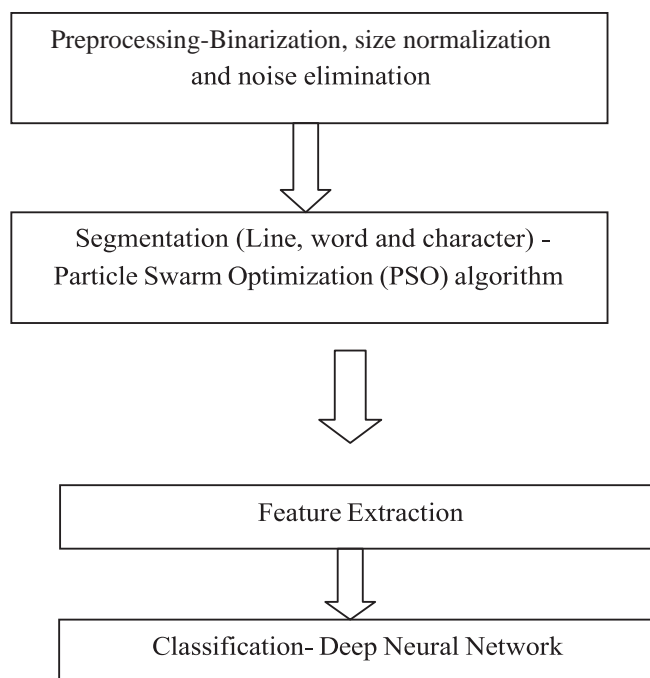 Preprocessing-Binarization, size normalization
and noise elimination
Segmentation (Line, word and character) -
Particle Swarm Optimization (PSO) algorithm
Feature Extraction
Classification- Deep Neural Network